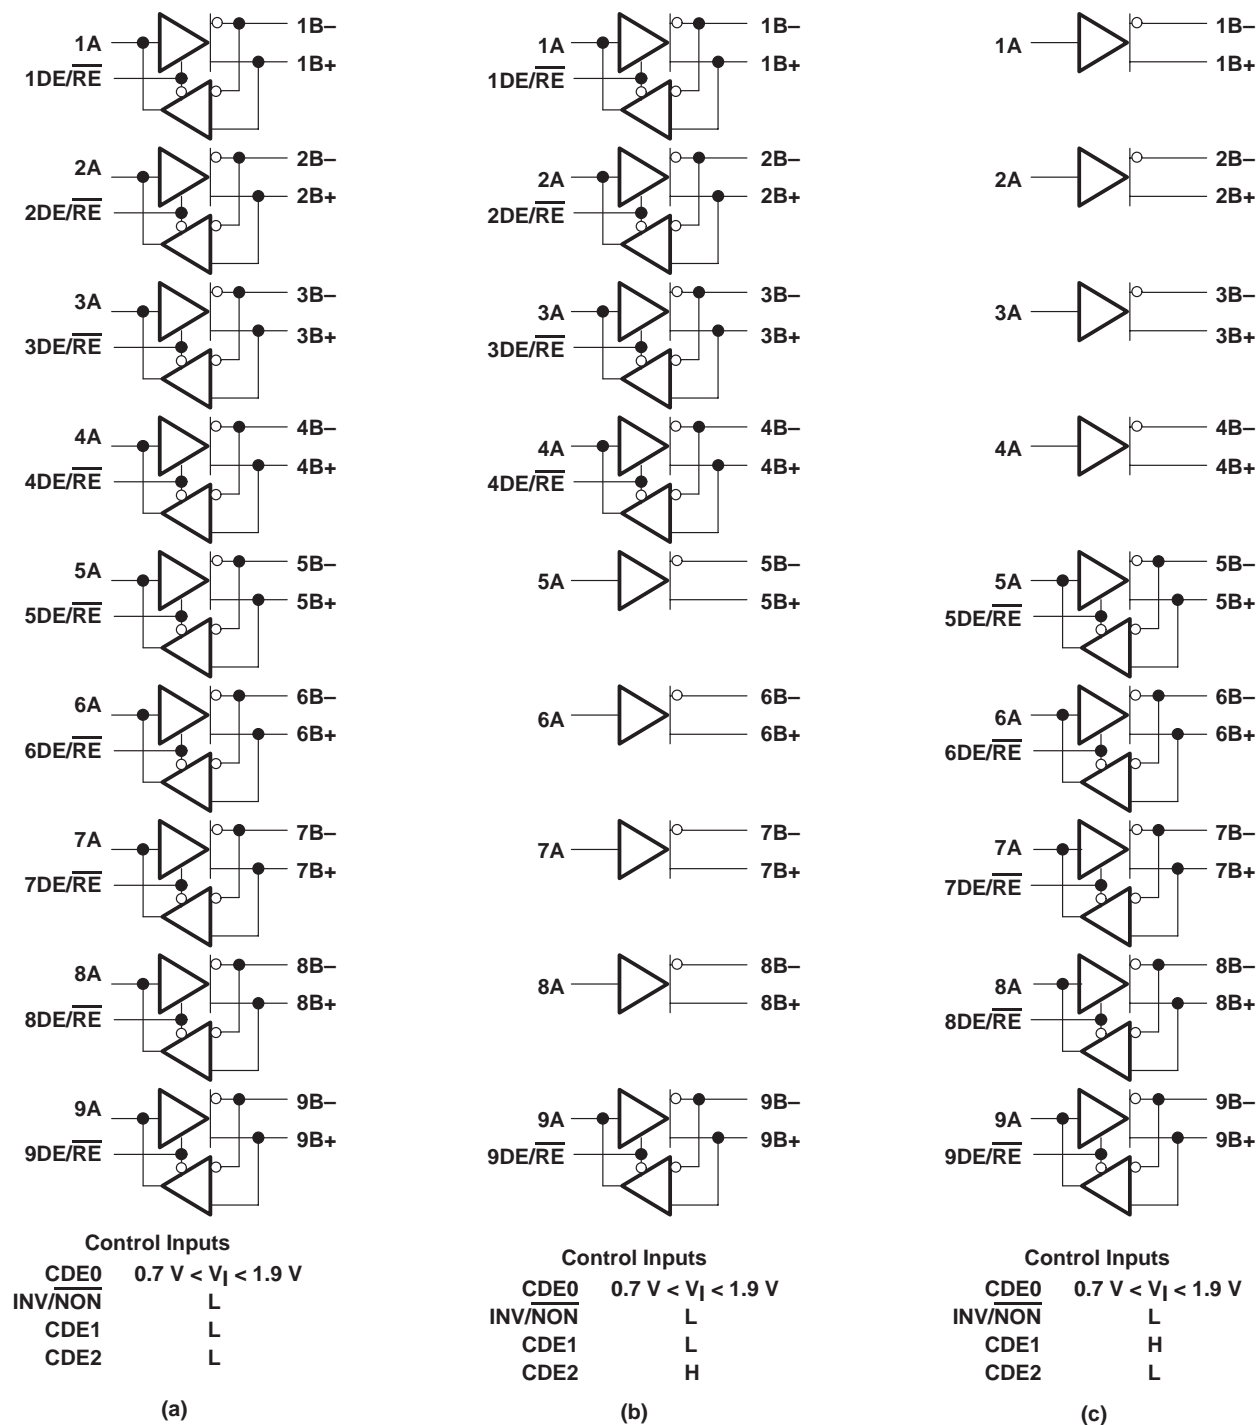 1A
1B–
1B+
1DE/RE
2A
2B–
2B+
2DE/RE
3A
3B–
3B+
3DE/RE
4A
4B–
4B+
4DE/RE
5A
5B–
5B+
5DE/RE
6A
6B–
6B+
6DE/RE
7A
7B–
7B+
7DE/RE
8A
8B–
8B+
8DE/RE
9A
9B–
9B+
9DE/RE
Control Inputs
CDE0 0.7 V < VI < 1.9 V
INV/NON L
CDE1 L
CDE2 L
(a)
1A
1B–
1B+
1DE/RE
2A
2B–
2B+
2DE/RE
3A
3B–
3B+
3DE/RE
4A
4B–
4B+
4DE/RE
5A
5B–
5B+
6A
6B–
6B+
7A
7B–
7B+
8A
8B–
8B+
9A
9B–
9B+
9DE/RE
Control Inputs
CDE0 0.7 V < VI < 1.9 V
INV/NON L
CDE1 L
CDE2 H
(b)
1A
1B–
1B+
2A
2B–
2B+
3A
3B–
3B+
4A
4B–
4B+
5A
5B–
5B+
5DE/RE
6A
6B–
6B+
6DE/RE
7A
7B–
7B+
7DE/RE
8A
8B–
8B+
8DE/RE
9A
9B–
9B+
9DE/RE
Control Inputs
CDE0 0.7 V < VI < 1.9 V
INV/NON L
CDE1 H
CDE2 L
(c)